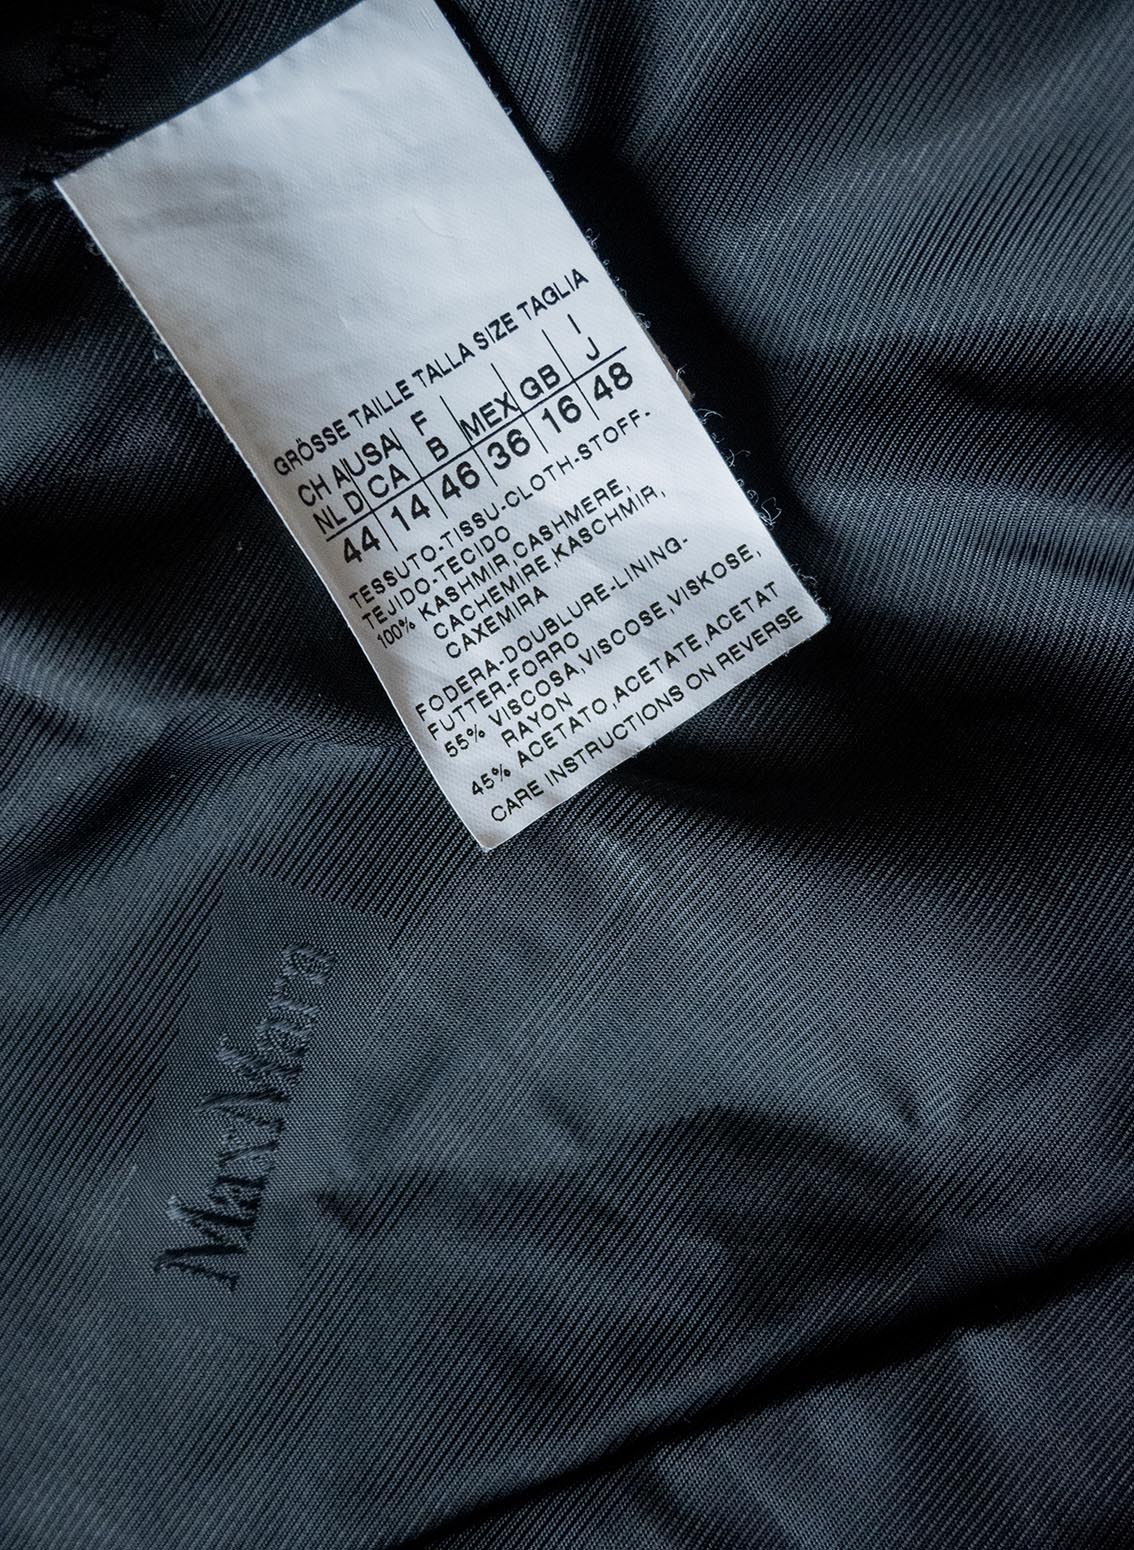 GRÖSSE TAILLE TALLA SIZE TAGLIA
CH A USA F MEX GB I
NL D CA B J
44 14 46 36 16 48
TESSUTO-TISSU-CLOTH-STOFF-
TEJIDO-TECIDO
100% KASHMIR,CASHMERE,
CACHEMIRE,KASCHMIR,
CAXEMIRA
FODERA-DOUBLURE-LINING-
FUTTER-FORRO
55% VISCOSA,VISCOSE,VISKOSE,
RAYON
45% ACETATO,ACETATE,ACETAT
CARE INSTRUCTIONS ON REVERSE
MaxMara